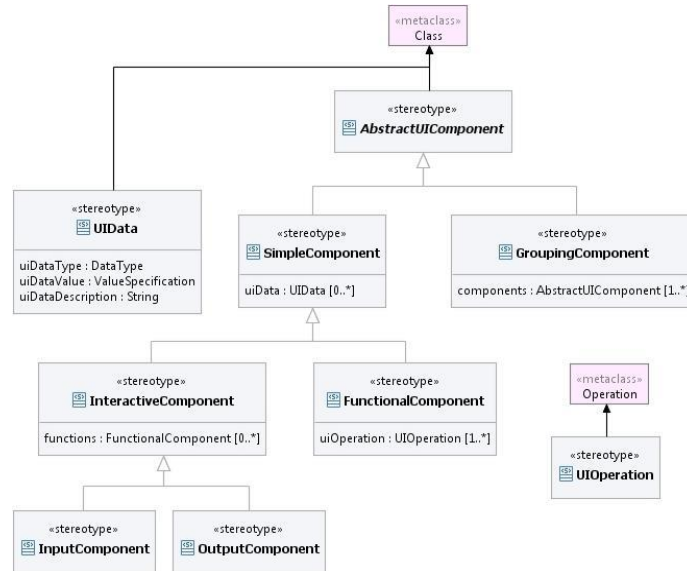 «metaclass»
Class
«stereotype»
AbstractUIComponent
«stereotype»
UIData
uiDataType : DataType
uiDataValue : ValueSpecification
uiDataDescription : String
«stereotype»
SimpleComponent
uiData : UIData [0..*]
«stereotype»
GroupingComponent
components : AbstractUIComponent [1..*]
«stereotype»
InteractiveComponent
functions : FunctionalComponent [0..*]
«stereotype»
FunctionalComponent
uiOperation : UIOperation [1..*]
«metaclass»
Operation
«stereotype»
UIOperation
«stereotype»
InputComponent
«stereotype»
OutputComponent